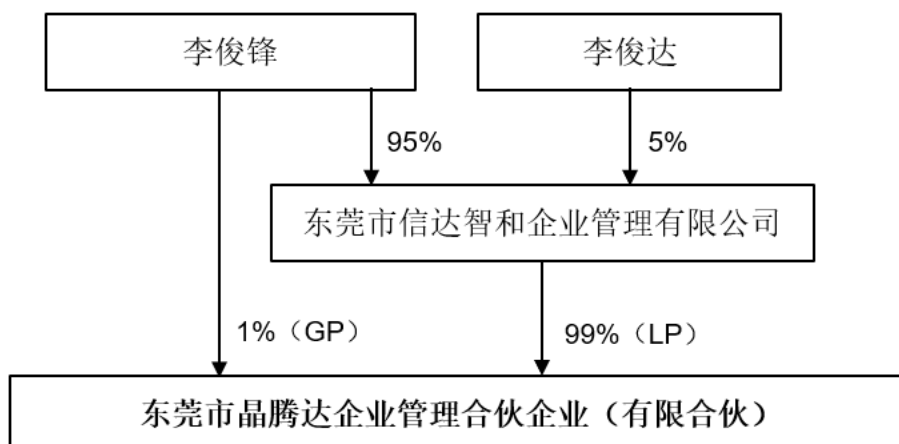 李俊锋
李俊达
95%
5%
东莞市信达智和企业管理有限公司
1%（GP）
99%（LP）
东莞市晶腾达企业管理合伙企业（有限合伙）